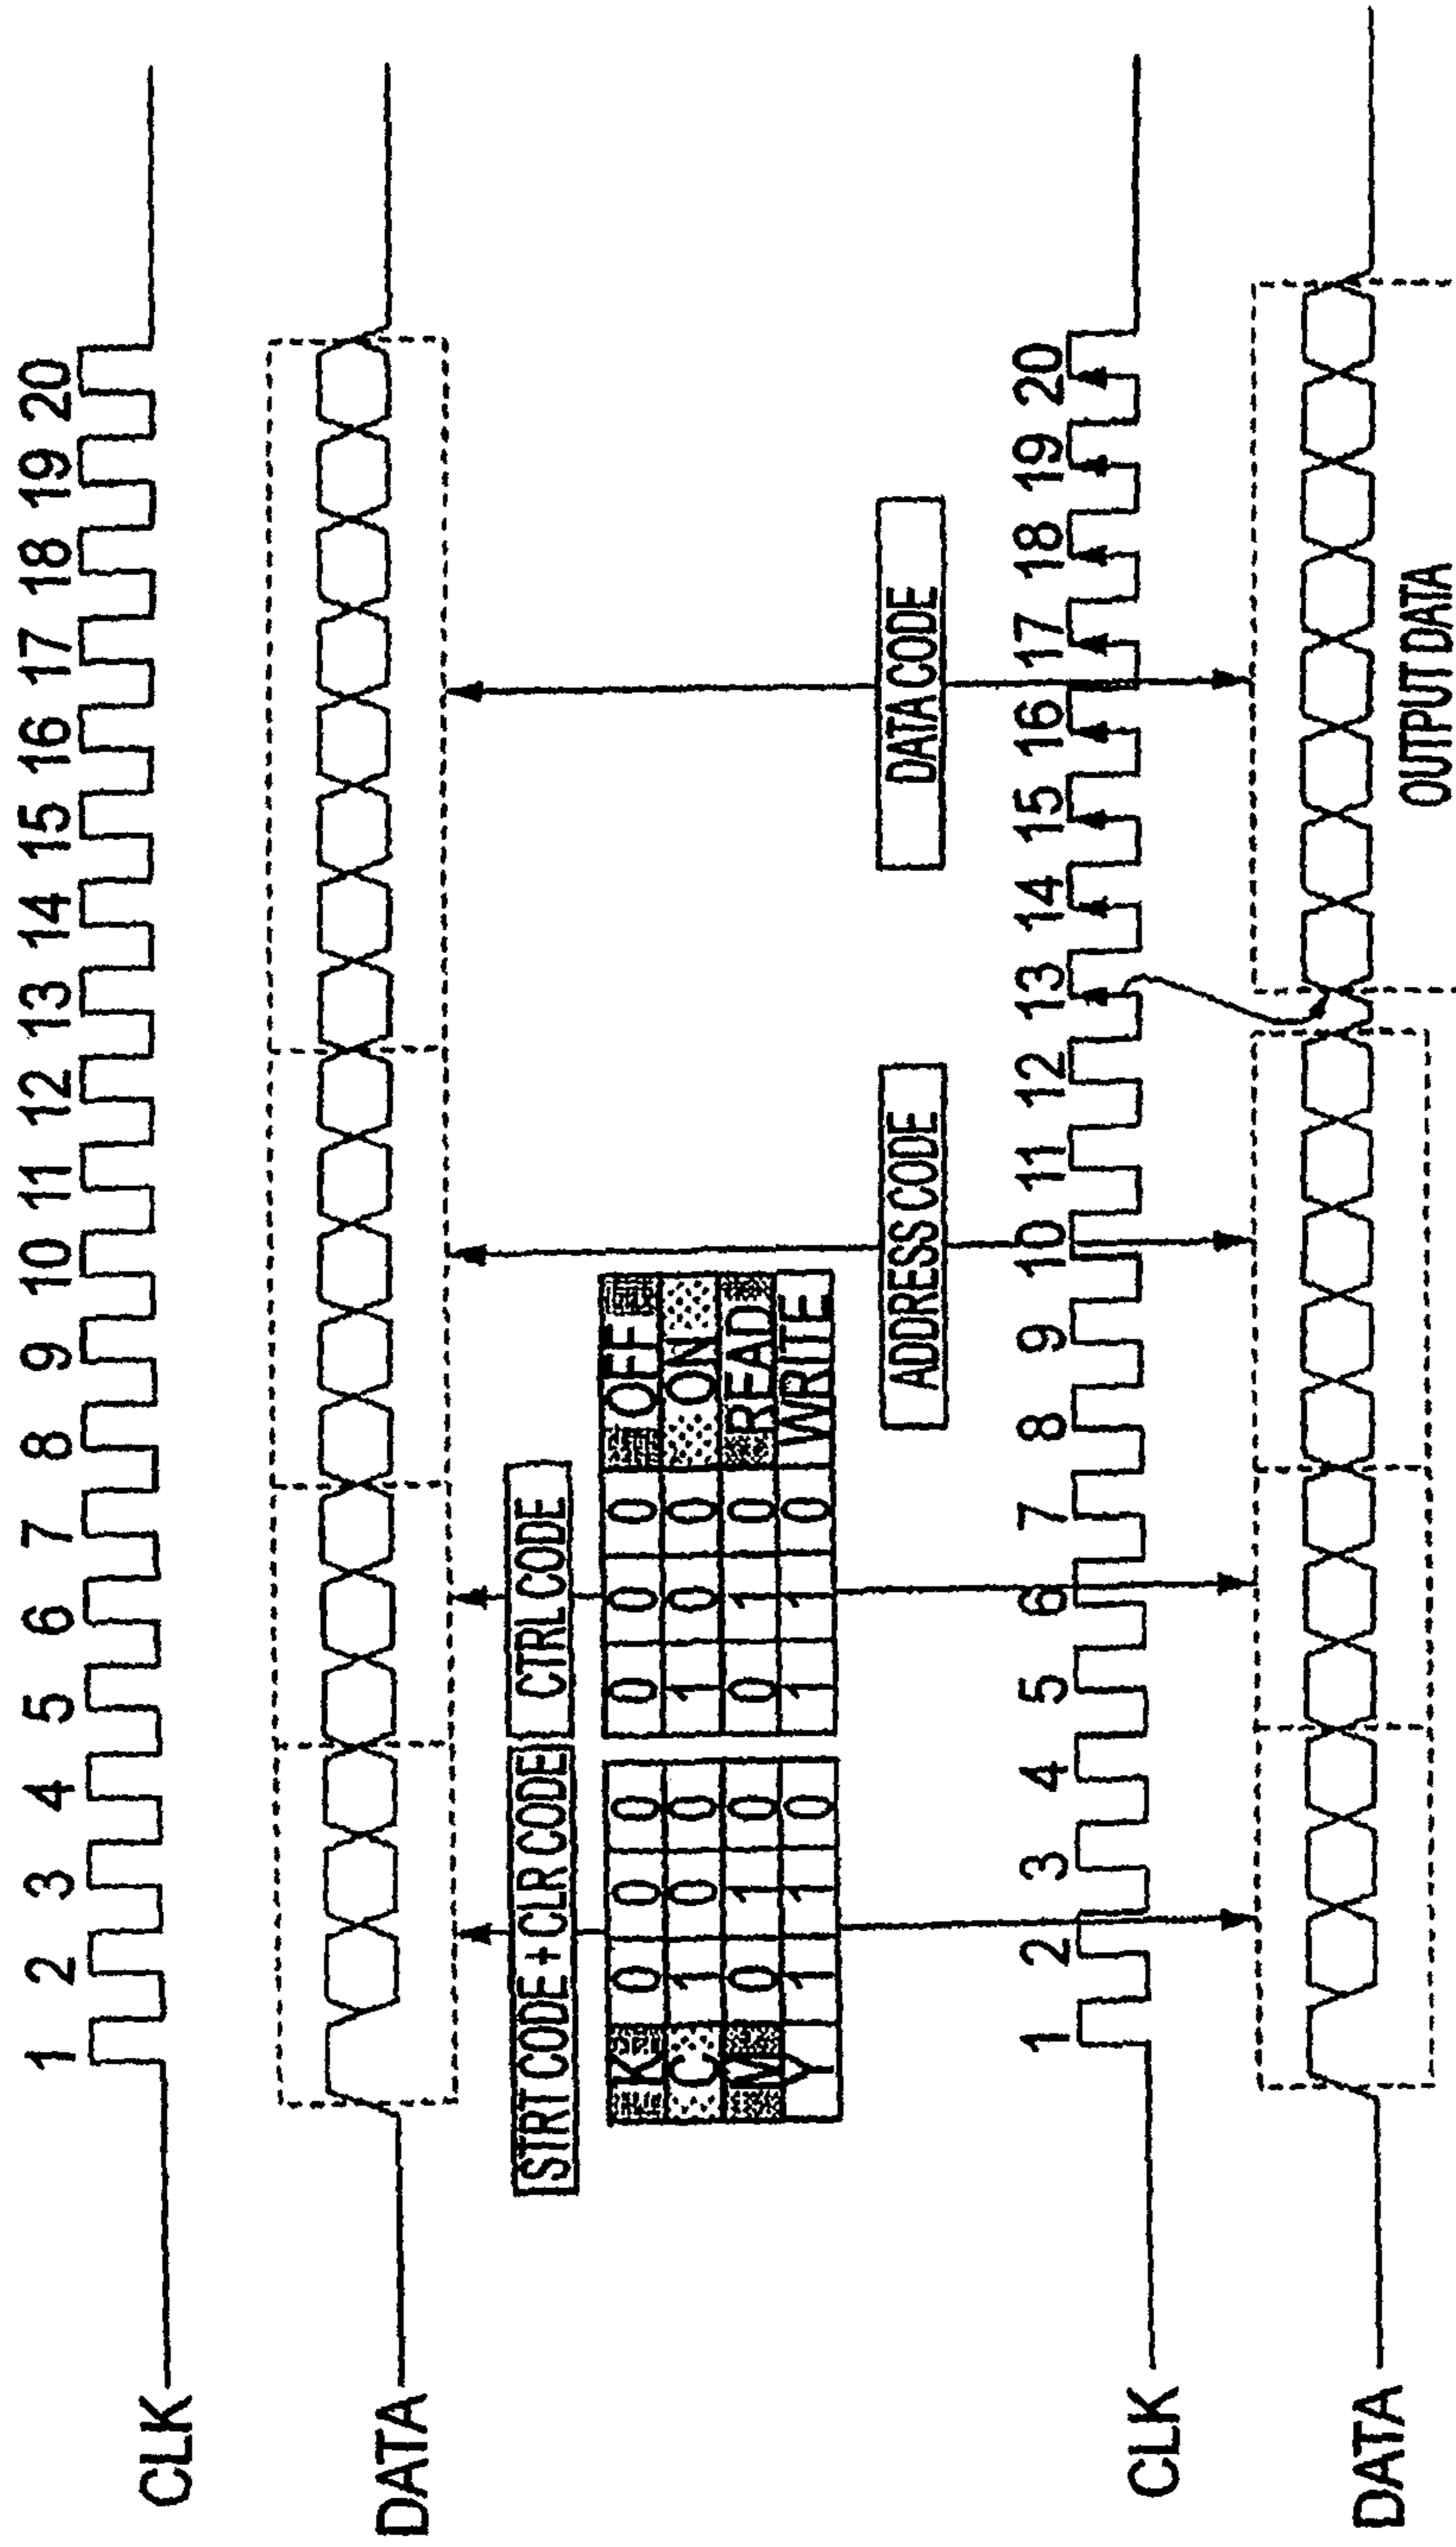 1 2 3 4 5 6 7 8 9 10 11 12 13 14 15 16 17 18 19 20
CLK
DATA
STRT CODE + CLR CODE CTRL CODE
K 0 0 0 0 0 0 OFF
C 1 0 0 1 0 0 ON
M 0 1 0 0 1 0 READ
Y 1 1 0 1 1 0 WRITE
ADDRESS CODE DATA CODE
1 2 3 4 5 6 7 8 9 10 11 12 13 14 15 16 17 18 19 20
CLK
DATA
OUTPUT DATA